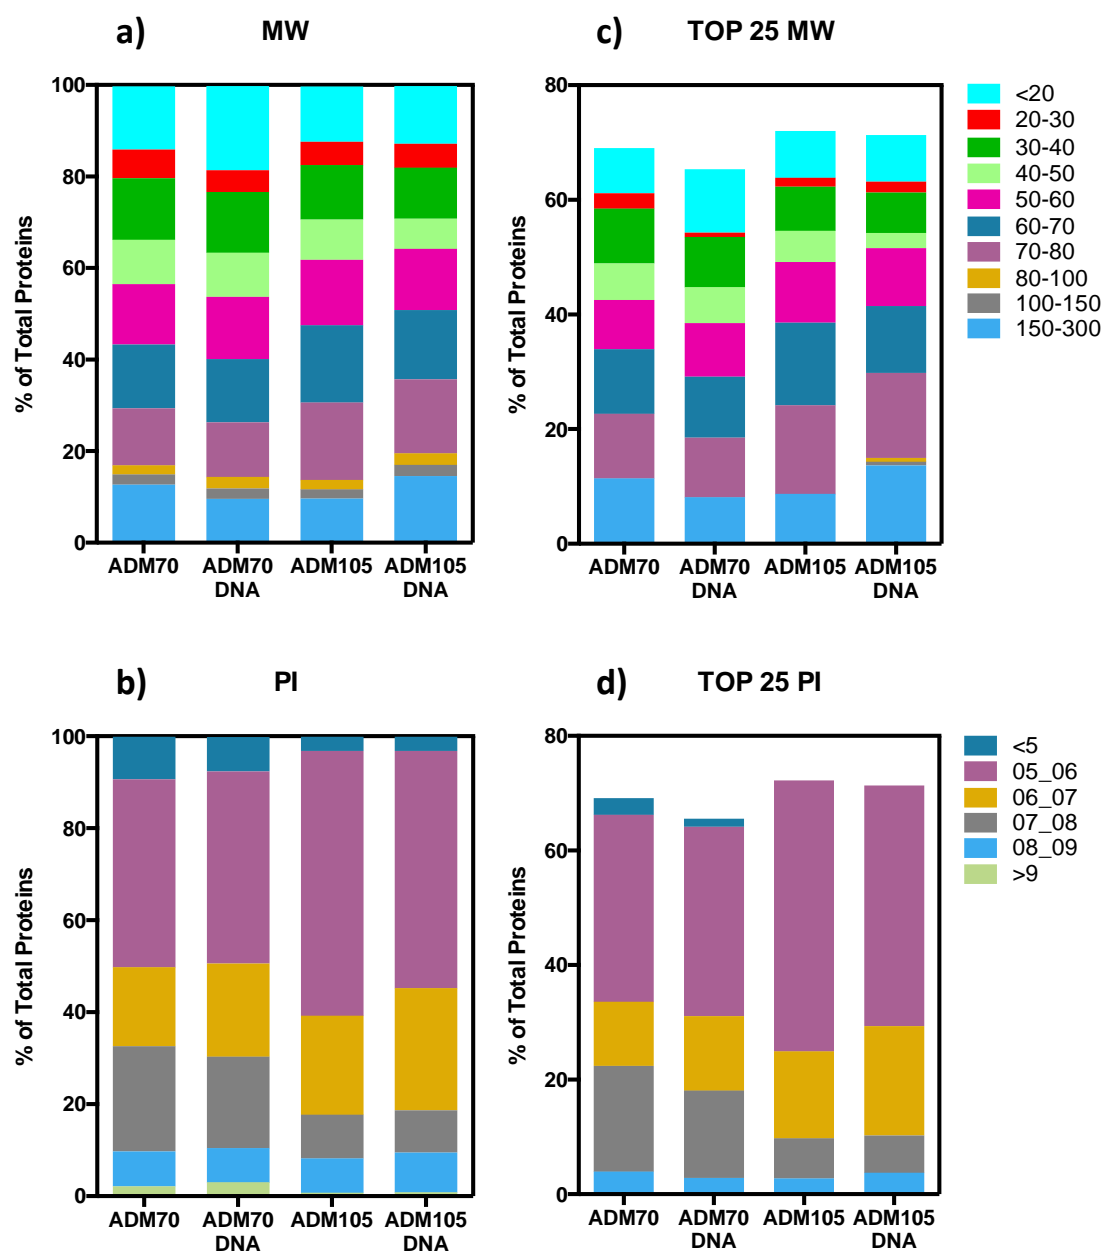 a)
MW
% of Total Proteins
100
80
60
40
20
0
ADM70
ADM70
DNA
ADM105
ADM105
DNA
c)
TOP 25 MW
% of Total Proteins
80
60
40
20
0
ADM70
ADM70
DNA
ADM105
ADM105
DNA
<20
20-30
30-40
40-50
50-60
60-70
70-80
80-100
100-150
150-300
b)
PI
% of Total Proteins
100
80
60
40
20
0
ADM70
ADM70
DNA
ADM105
ADM105
DNA
d)
TOP 25 PI
% of Total Proteins
80
60
40
20
0
ADM70
ADM70
DNA
ADM105
ADM105
DNA
<5
05_06
06_07
07_08
08_09
>9